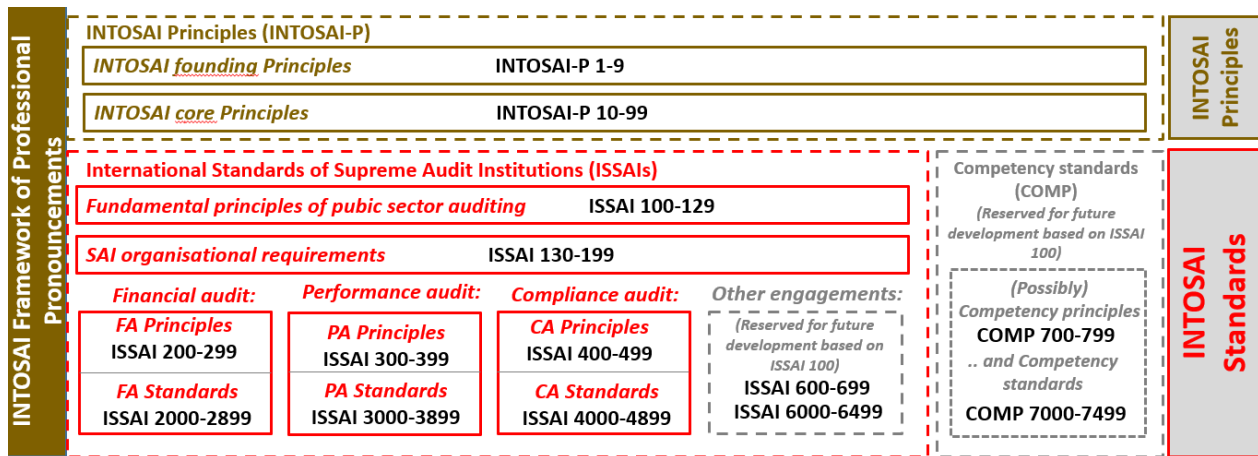 INTOSAI Framework of Professional
Pronouncements
INTOSAI Principles (INTOSAI-P)
INTOSAI founding Principles INTOSAI-P 1-9
INTOSAI core Principles INTOSAI-P 10-99
INTOSAI
Principles
International Standards of Supreme Audit Institutions (ISSAIs)
Fundamental principles of pubic sector auditing ISSAI 100-129
SAI organisational requirements ISSAI 130-199
Financial audit:
FA Principles
ISSAI 200-299
FA Standards
ISSAI 2000-2899
Performance audit:
PA Principles
ISSAI 300-399
PA Standards
ISSAI 3000-3899
Compliance audit:
CA Principles
ISSAI 400-499
CA Standards
ISSAI 4000-4899
Other engagements:
(Reserved for future
development based on
ISSAI 100)
ISSAI 600-699
ISSAI 6000-6499
Competency standards
(COMP)
(Reserved for future
development based on ISSAI
100)
(Possibly)
Competency principles
COMP 700-799
.. and Competency
standards
COMP 7000-7499
INTOSAI
Standards